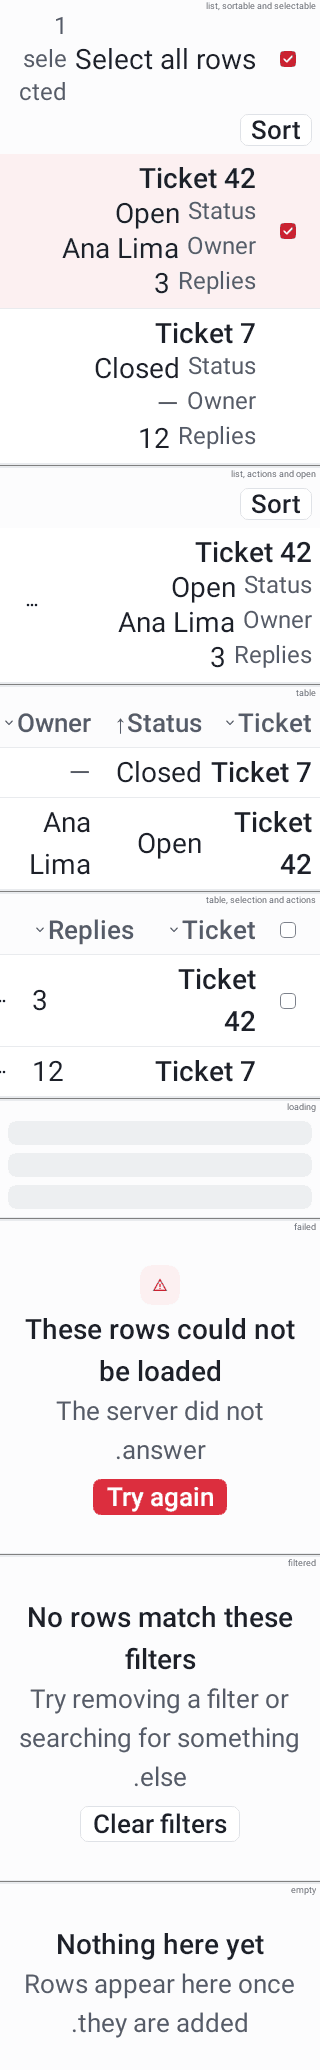 list, sortable and selectable
Select all rows 1
sele
cted
Sort
Ticket 42
Status Open
Owner Ana Lima
Replies 3
Ticket 7
Status Closed
Owner —
Replies 12
list, actions and open
Sort
Ticket 42
Status Open
Owner Ana Lima
Replies 3
...
table
Ticket ↑Status Owner
Ticket 7 Closed —
Ticket
42 Open Ana
Lima
table, selection and actions
Ticket Replies
Ticket
42 3
Ticket 7 12
loading
failed
These rows could not
be loaded
The server did not
.answer
Try again
filtered
No rows match these
filters
Try removing a filter or
searching for something
.else
Clear filters
empty
Nothing here yet
Rows appear here once
.they are added